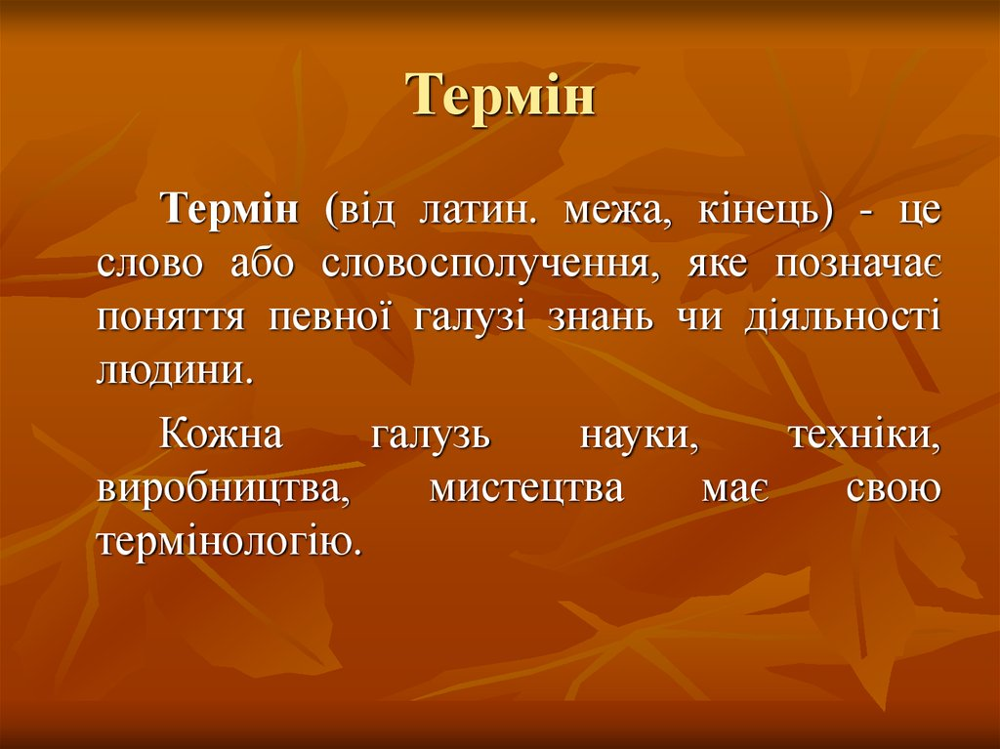 Термін
Термін (від латин. межа, кінець) - це
слово або словосполучення, яке позначає
поняття певної галузі знань чи діяльності
людини.
Кожна галузь науки, техніки,
виробництва, мистецтва має свою
термінологію.